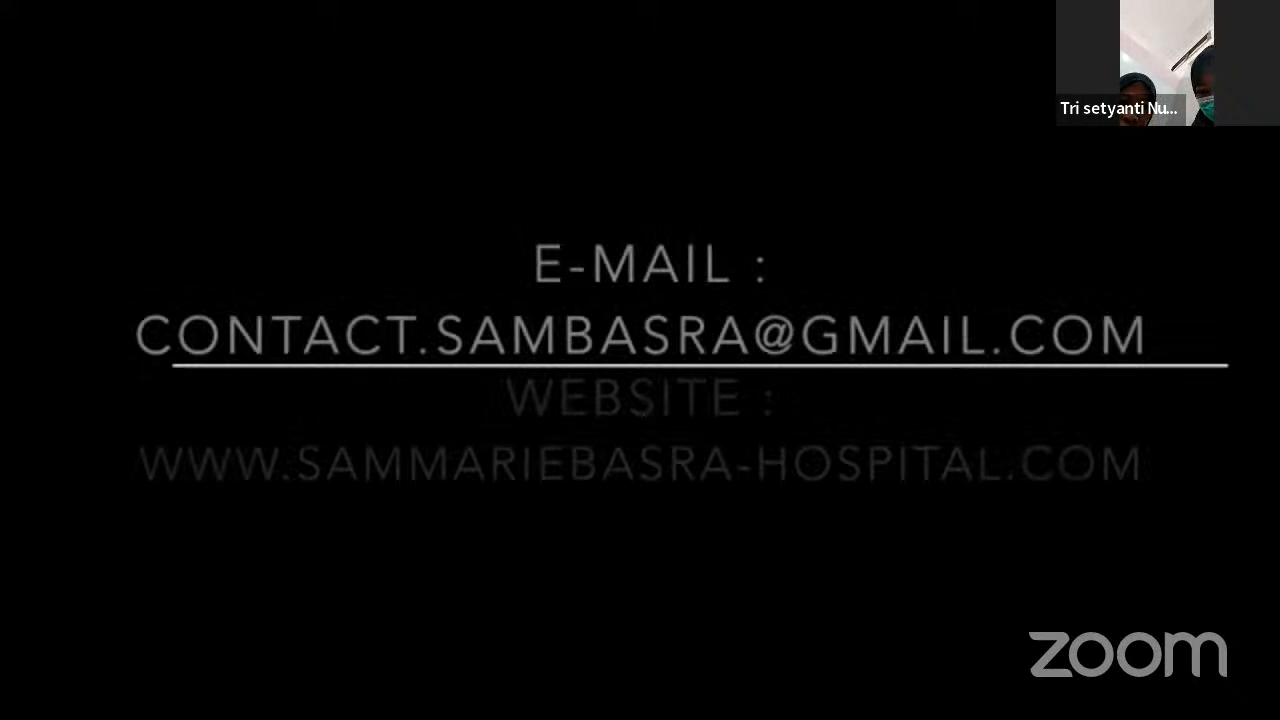 Tri setyanti Nu...
E-MAIL :
CONTACT.SAMBASRA@GMAIL.COM
WEBSITE :
WWW.SAMMARIEBASRA-HOSPITAL.COM
zoom